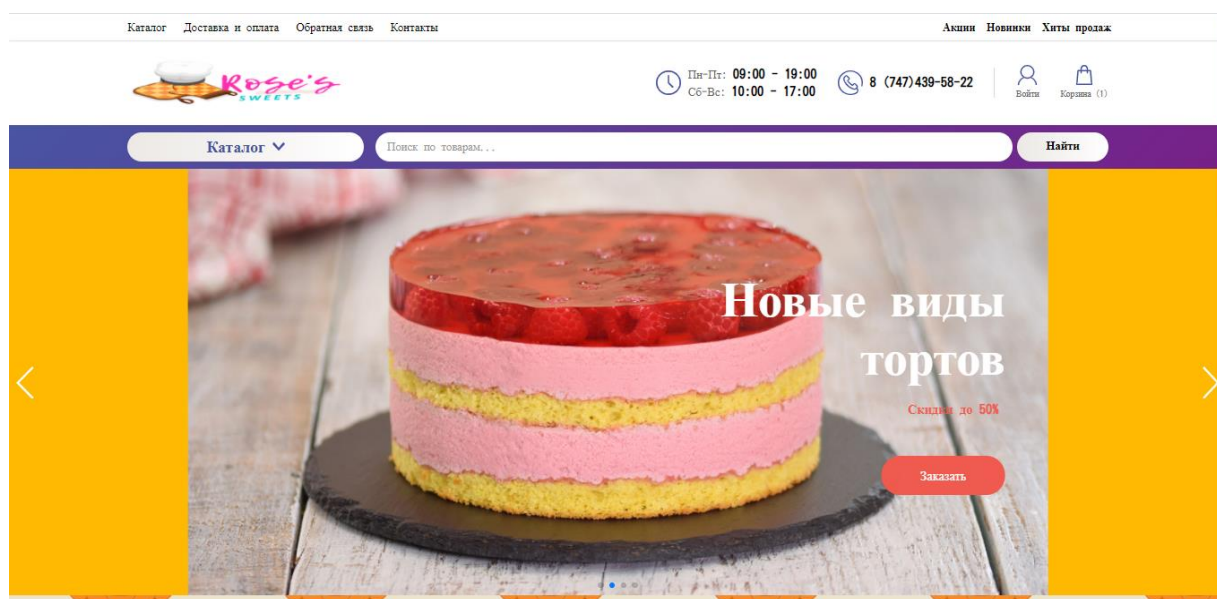 Каталог Доставка и оплата Обратная связь Контакты Акции Новинки Хиты продаж
Rose's
SWEETS
Пн-Пт: 09:00 - 19:00
Сб-Вс: 10:00 - 17:00
8 (747)439-58-22
Войти
Корзина (1)
Каталог
Поиск по товарам...
Найти
Новые виды
тортов
Скидки до 50%
Заказать